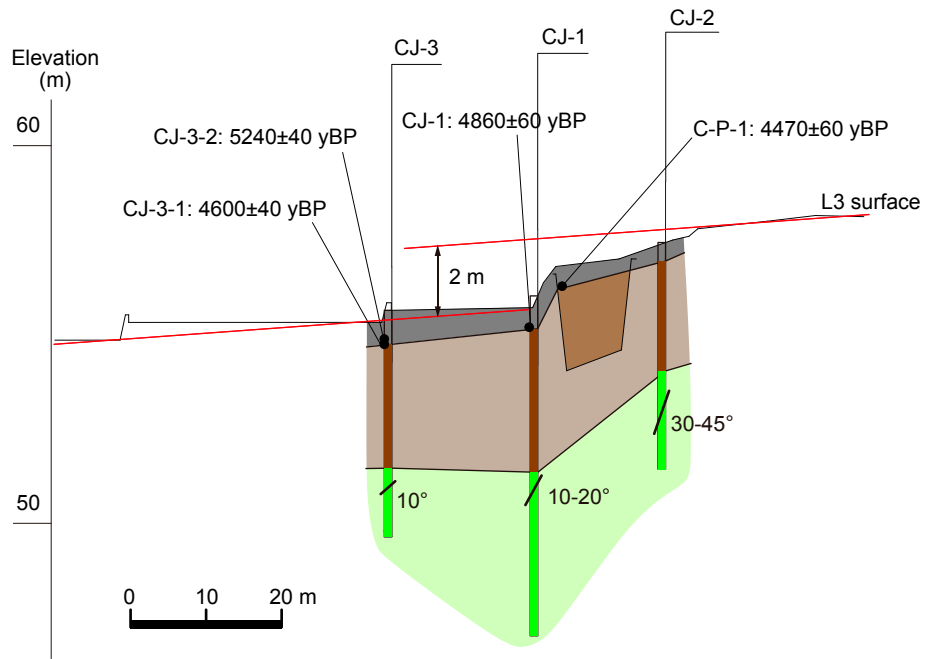 CJ-2
CJ-3
CJ-1
Elevation
(m)
60
CJ-3-2: 5240±40 yBP
CJ-1: 4860±60 yBP
C-P-1: 4470±60 yBP
CJ-3-1: 4600±40 yBP
L3 surface
2 m
30-45°
10°
10-20°
50
0 10 20 m